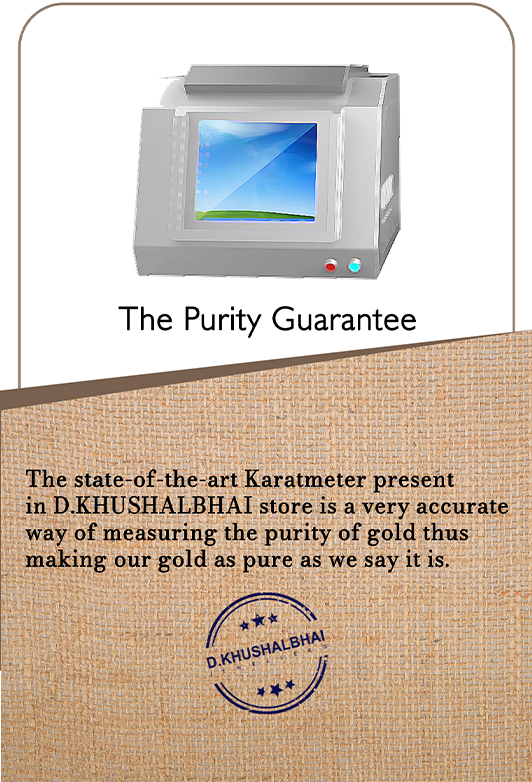 The Purity Guarantee
The state-of-the-art Karatmeter present
in D.KHUSHALBHAI store is a very accurate
way of measuring the purity of gold thus
making our gold as pure as we say it is.
D.KHUSHALBHAI
JEWELLERS